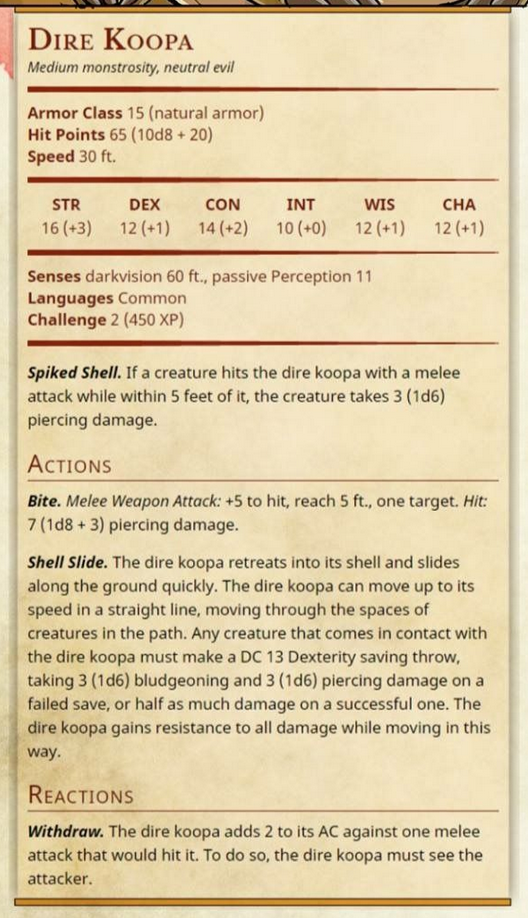 Dire Koopa
Medium monstrosity, neutral evil
Armor Class 15 (natural armor)
Hit Points 65 (10d8 + 20)
Speed 30 ft.
STR DEX CON INT WIS CHA
16 (+3) 12 (+1) 14 (+2) 10 (+0) 12 (+1) 12 (+1)
Senses darkvision 60 ft., passive Perception 11
Languages Common
Challenge 2 (450 XP)
Spiked Shell. If a creature hits the dire koopa with a melee
attack while within 5 feet of it, the creature takes 3 (1d6)
piercing damage.
Actions
Bite. Melee Weapon Attack: +5 to hit, reach 5 ft., one target. Hit:
7 (1d8 + 3) piercing damage.
Shell Slide. The dire koopa retreats into its shell and slides
along the ground quickly. The dire koopa can move up to its
speed in a straight line, moving through the spaces of
creatures in the path. Any creature that comes in contact with
the dire koopa must make a DC 13 Dexterity saving throw,
taking 3 (1d6) bludgeoning and 3 (1d6) piercing damage on a
failed save, or half as much damage on a successful one. The
dire koopa gains resistance to all damage while moving in this
way.
Reactions
Withdraw. The dire koopa adds 2 to its AC against one melee
attack that would hit it. To do so, the dire koopa must see the
attacker.